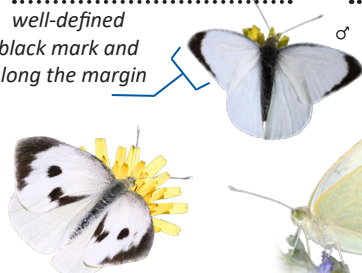 well-defined
black mark and
long the margin
♂